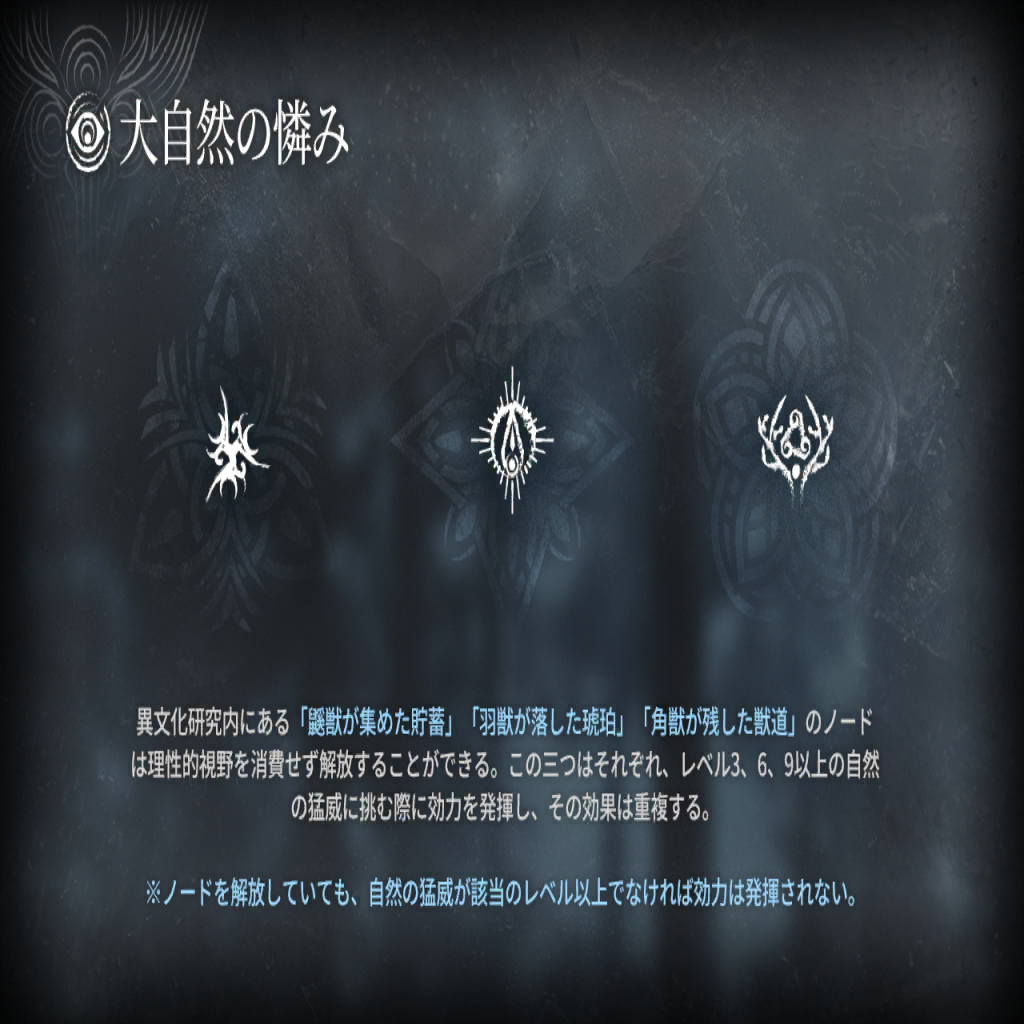 大自然の憐み
異文化研究内にある「鼷獣が集めた貯蓄」「羽獣が落した琥珀」「角獣が残した獣道」のノード
は理性的視野を消費せず解放することができる。この三つはそれぞれ、レベル3、6、9以上の自然
の猛威に挑む際に効力を発揮し、その効果は重複する。
※ノードを解放していても、自然の猛威が該当のレベル以上でなければ効力は発揮されない。